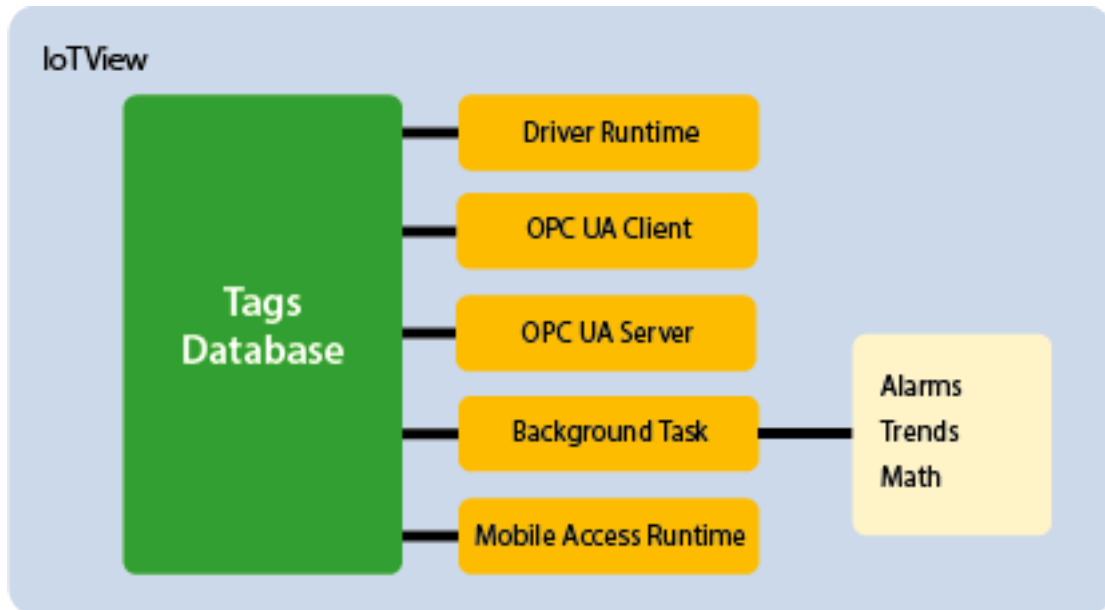 IoTView
Tags
Database
Driver Runtime
OPC UA Client
OPC UA Server
Background Task
Mobile Access Runtime
Alarms
Trends
Math